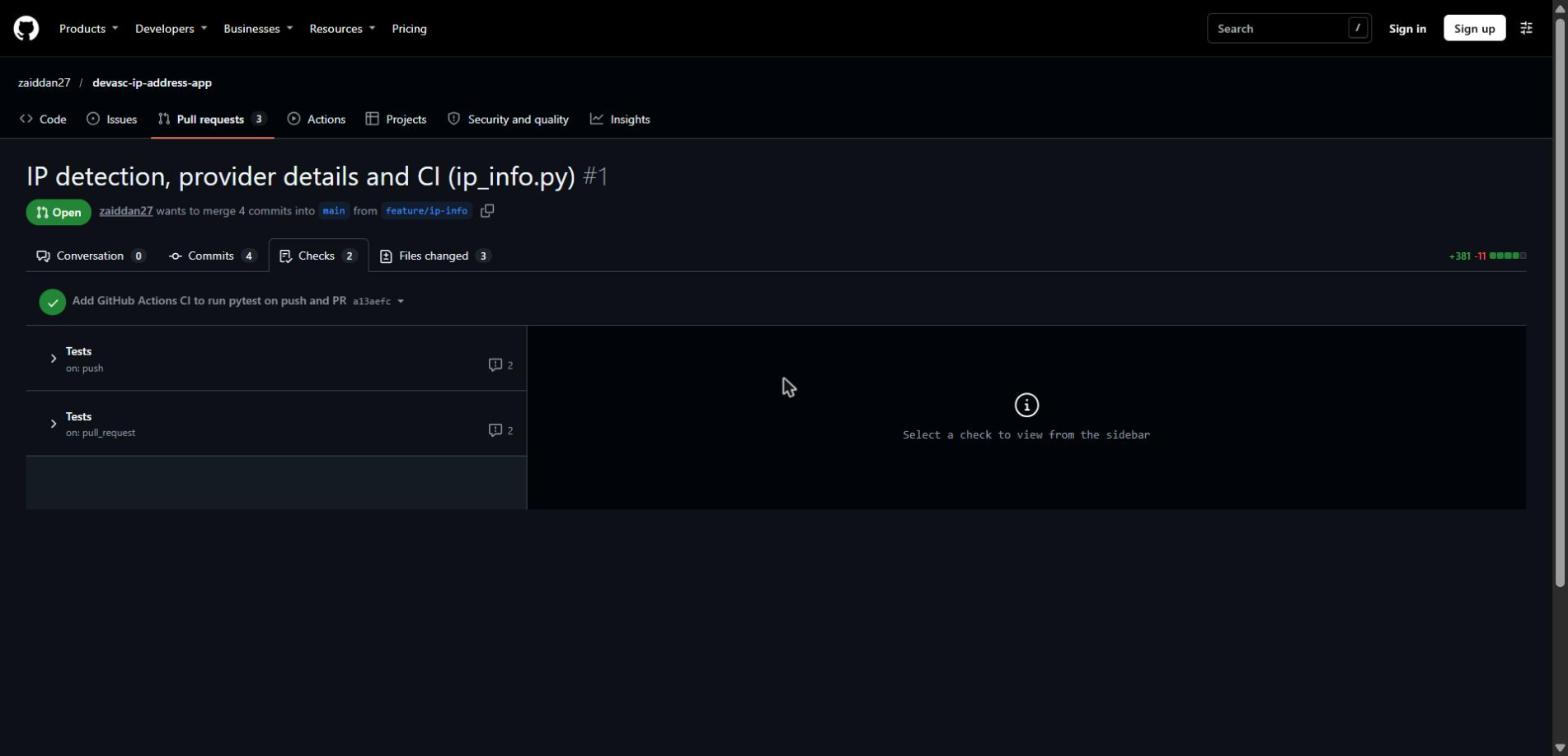 Products Developers Businesses Resources Pricing Search / Sign in Sign up
zaiddan27 / devasc-ip-address-app
Code Issues Pull requests 3 Actions Projects Security and quality Insights
IP detection, provider details and CI (ip_info.py) #1
Open zaiddan27 wants to merge 4 commits into main from feature/ip-info
Conversation 0 Commits 4 Checks 2 Files changed 3 +381 -11
Add GitHub Actions CI to run pytest on push and PR a13aefc
Tests
on: push
2
Tests
on: pull_request
2
Select a check to view from the sidebar